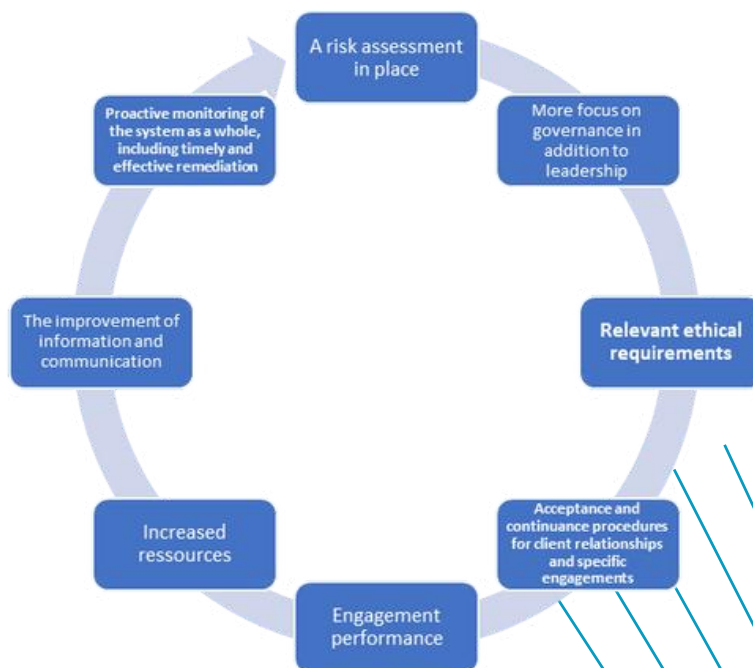 A risk assessment
in place
More focus on
governance in
addition to
leadership
Relevant ethical
requirements
Acceptance and
continuance procedures
for client relationships
and specific
engagements
Engagement
performance
Increased
ressources
The improvement of
information and
communication
Proactive monitoring of
the system as a whole,
including timely and
effective remediation